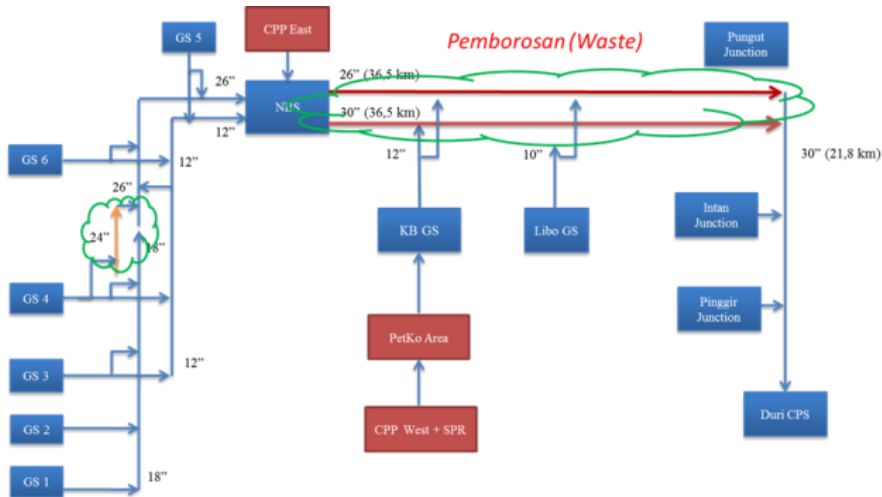 GS 5
CPP East
Pemborosan (Waste)
Pungut
Junction
26”
26” (36,5 km)
NBS
30” (36,5 km)
12”
12”
10”
30” (21,8 km)
GS 6
12”
26”
24”
18”
KB GS
Libo GS
Intan
Junction
GS 4
Pinggir
Junction
PetKo Area
GS 3
12”
GS 2
CPP West + SPR
Duri CPS
GS 1
18”